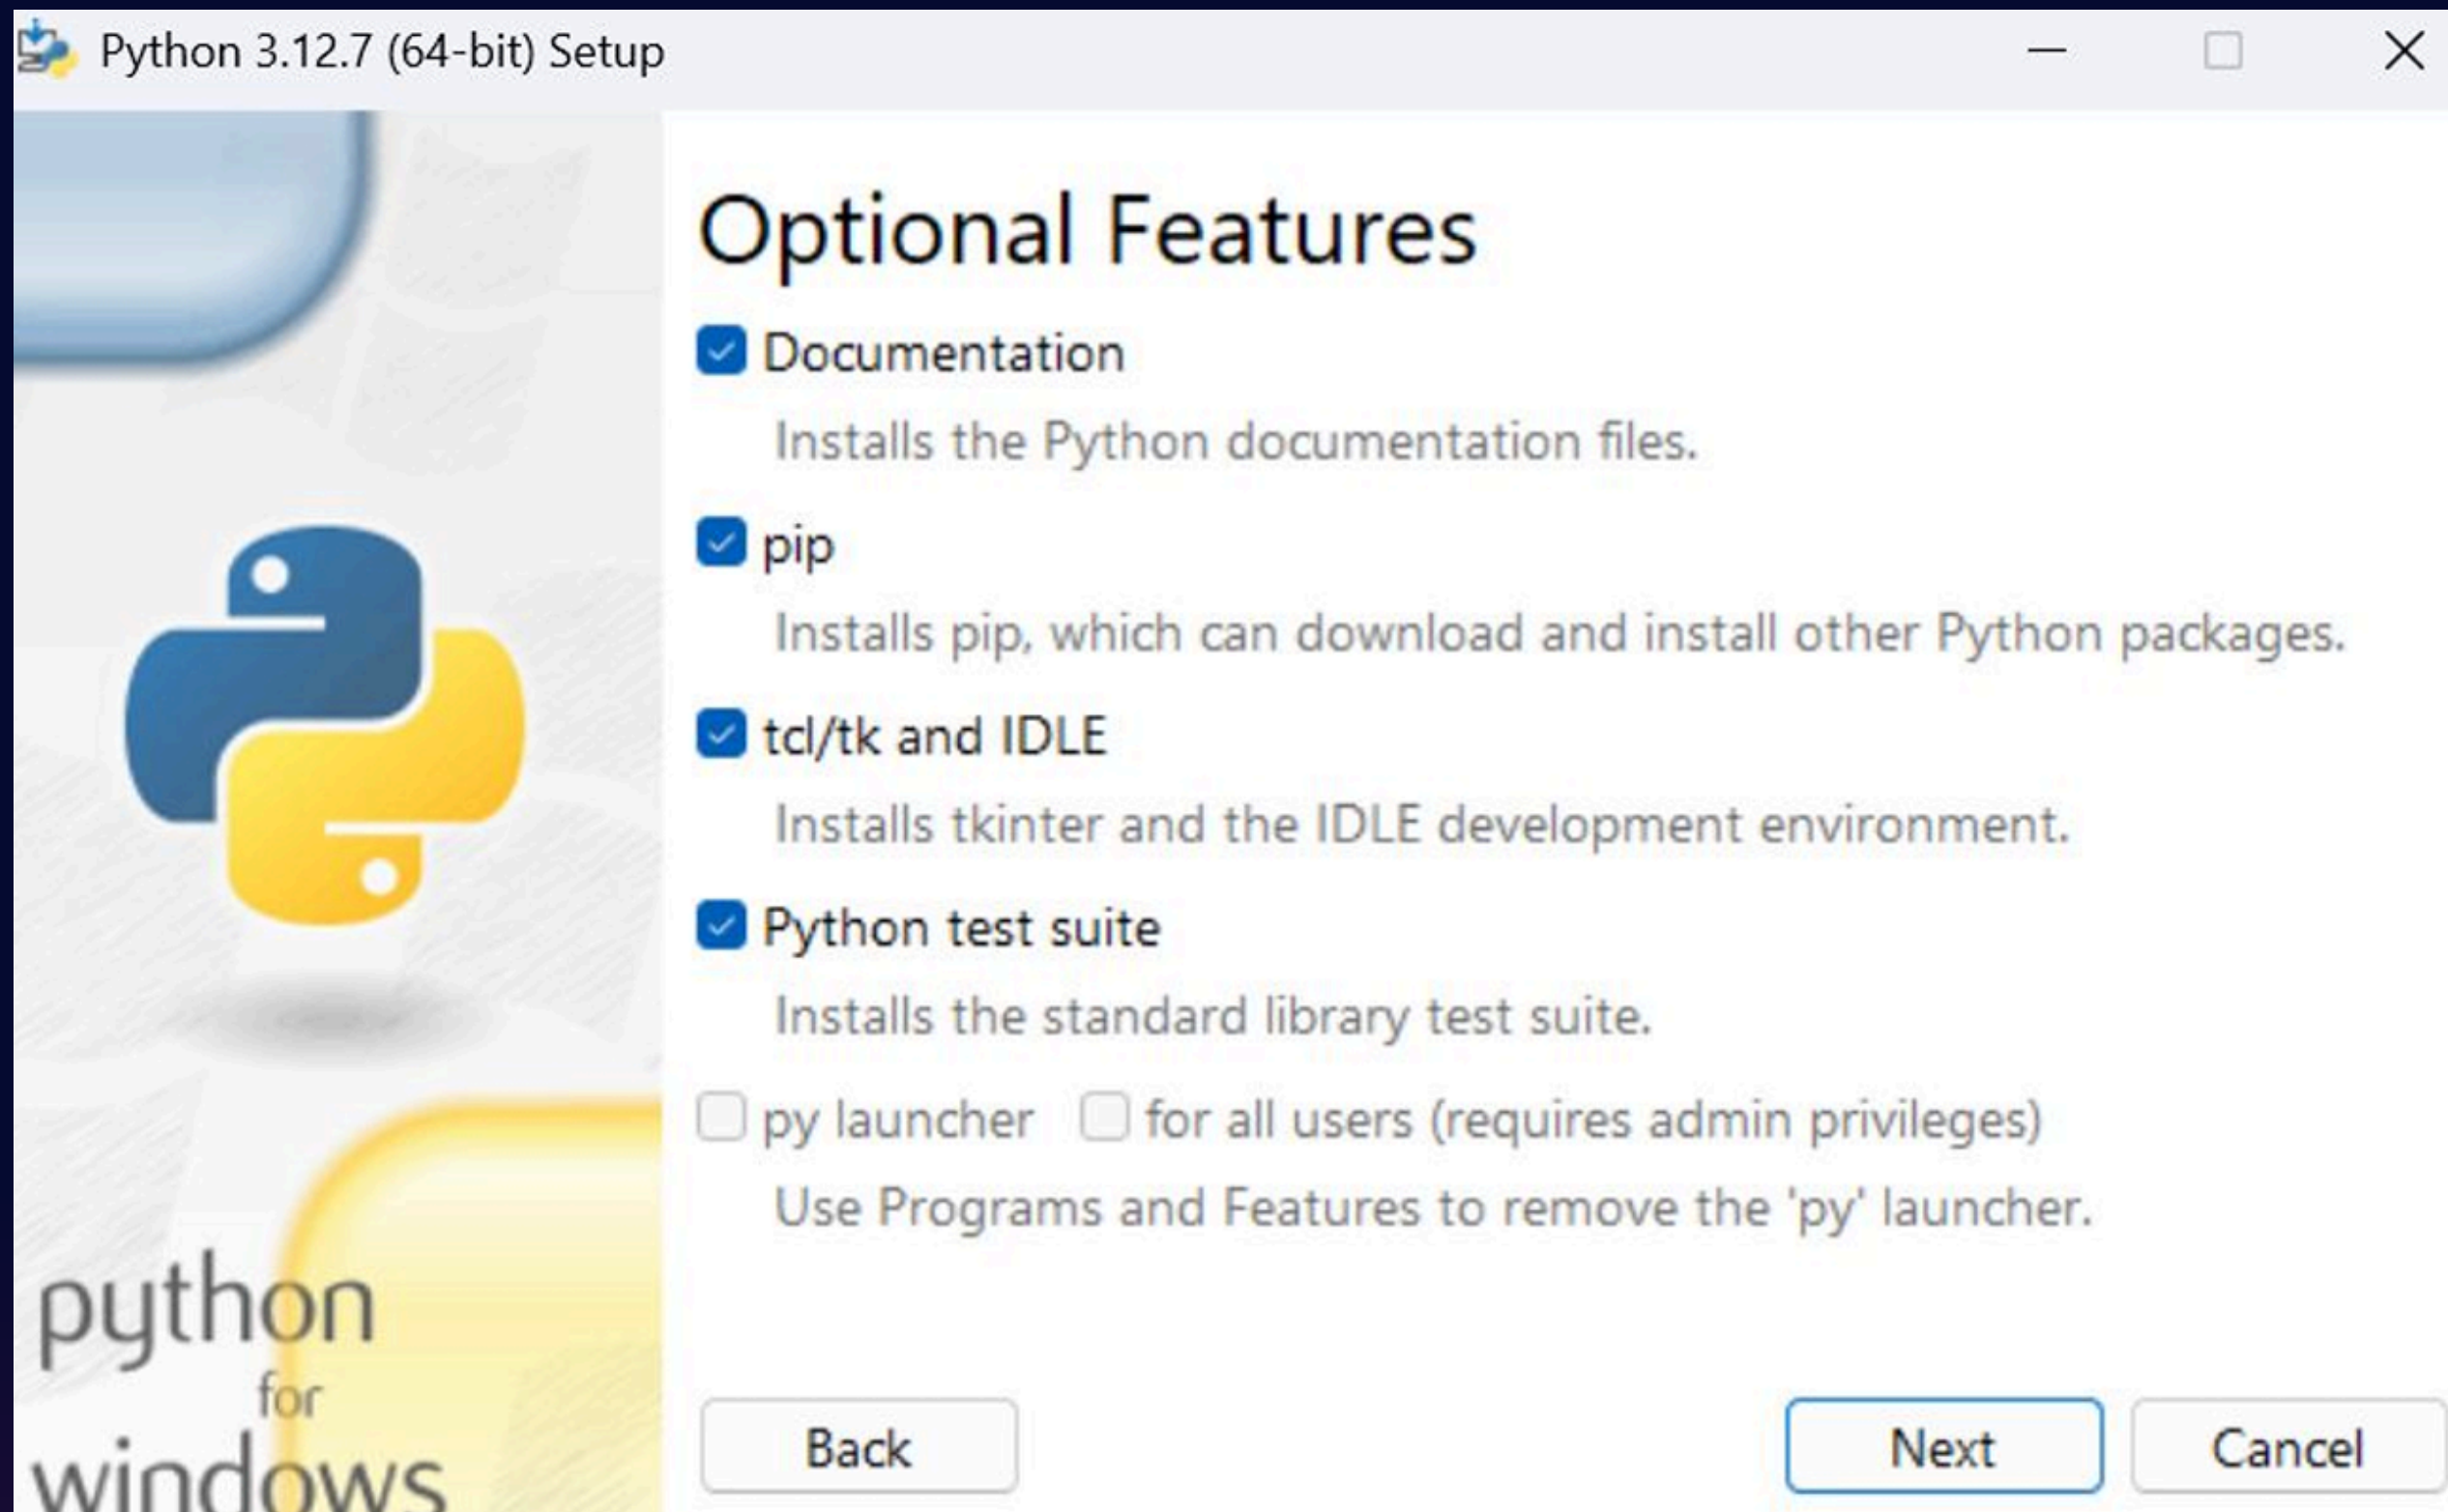 Python 3.12.7 (64-bit) Setup
Optional Features
Documentation
Installs the Python documentation files.
pip
Installs pip, which can download and install other Python packages.
tcl/tk and IDLE
Installs tkinter and the IDLE development environment.
Python test suite
Installs the standard library test suite.
py launcher for all users (requires admin privileges)
Use Programs and Features to remove the 'py' launcher.
python
for
windows
Back Next Cancel